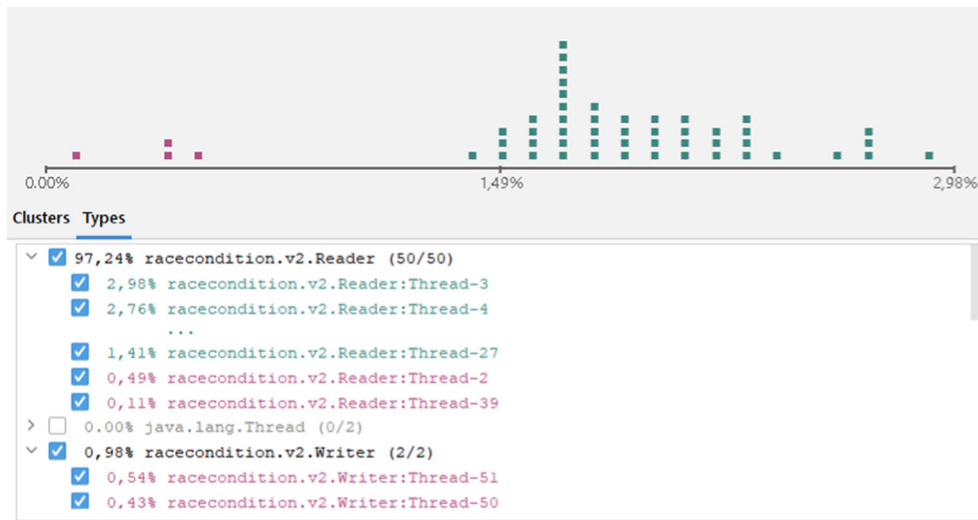 0.00% 1,49% 2,98%
Clusters Types
97,24% racecondition.v2.Reader (50/50)
2,98% racecondition.v2.Reader:Thread-3
2,76% racecondition.v2.Reader:Thread-4
...
1,41% racecondition.v2.Reader:Thread-27
0,49% racecondition.v2.Reader:Thread-2
0,11% racecondition.v2.Reader:Thread-39
0.00% java.lang.Thread (0/2)
0,98% racecondition.v2.Writer (2/2)
0,54% racecondition.v2.Writer:Thread-51
0,43% racecondition.v2.Writer:Thread-50